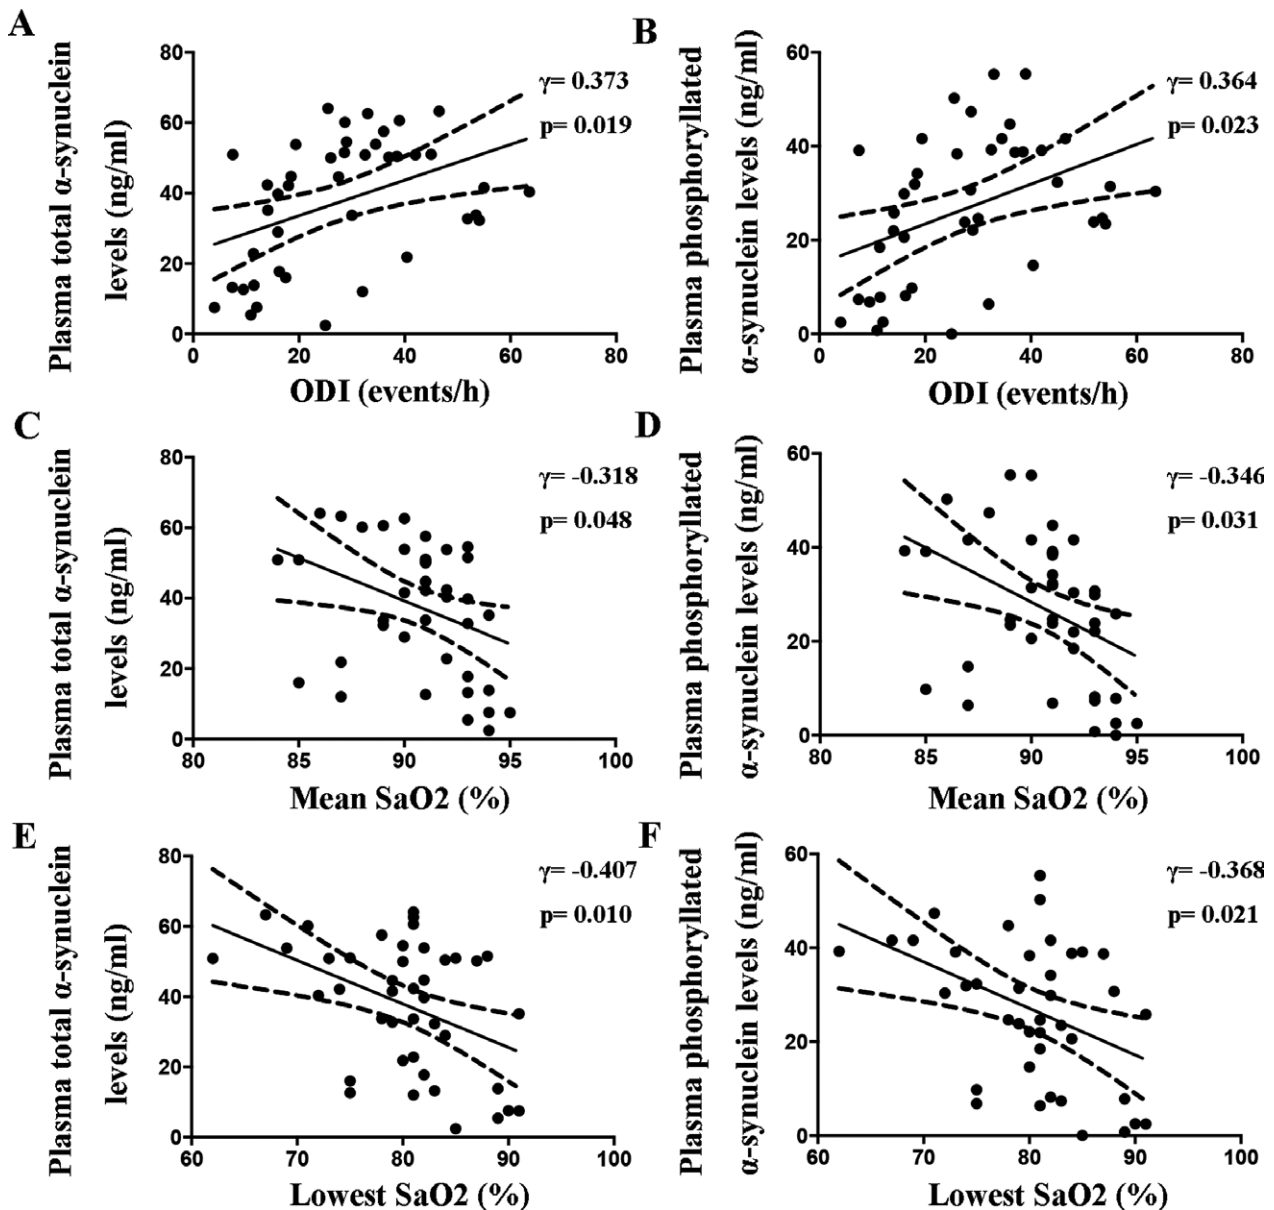 A
Plasma total α-synuclein
levels (ng/ml)
80
60
40
20
0
0 20 40 60 80
ODI (events/h)
γ= 0.373
p= 0.019
B
Plasma phosphoryllated
α-synuclein levels (ng/ml)
60
40
20
0
0 20 40 60 80
ODI (events/h)
γ= 0.364
p= 0.023
C
Plasma total α-synuclein
levels (ng/ml)
80
60
40
20
0
80 85 90 95 100
Mean SaO2 (%)
γ= -0.318
p= 0.048
D
Plasma phosphoryllated
α-synuclein levels (ng/ml)
60
40
20
0
80 85 90 95 100
Mean SaO2 (%)
γ= -0.346
p= 0.031
E
Plasma total α-synuclein
levels (ng/ml)
80
60
40
20
0
60 70 80 90 100
Lowest SaO2 (%)
γ= -0.407
p= 0.010
F
Plasma phosphoryllated
α-synuclein levels (ng/ml)
60
40
20
0
60 70 80 90 100
Lowest SaO2 (%)
γ= -0.368
p= 0.021